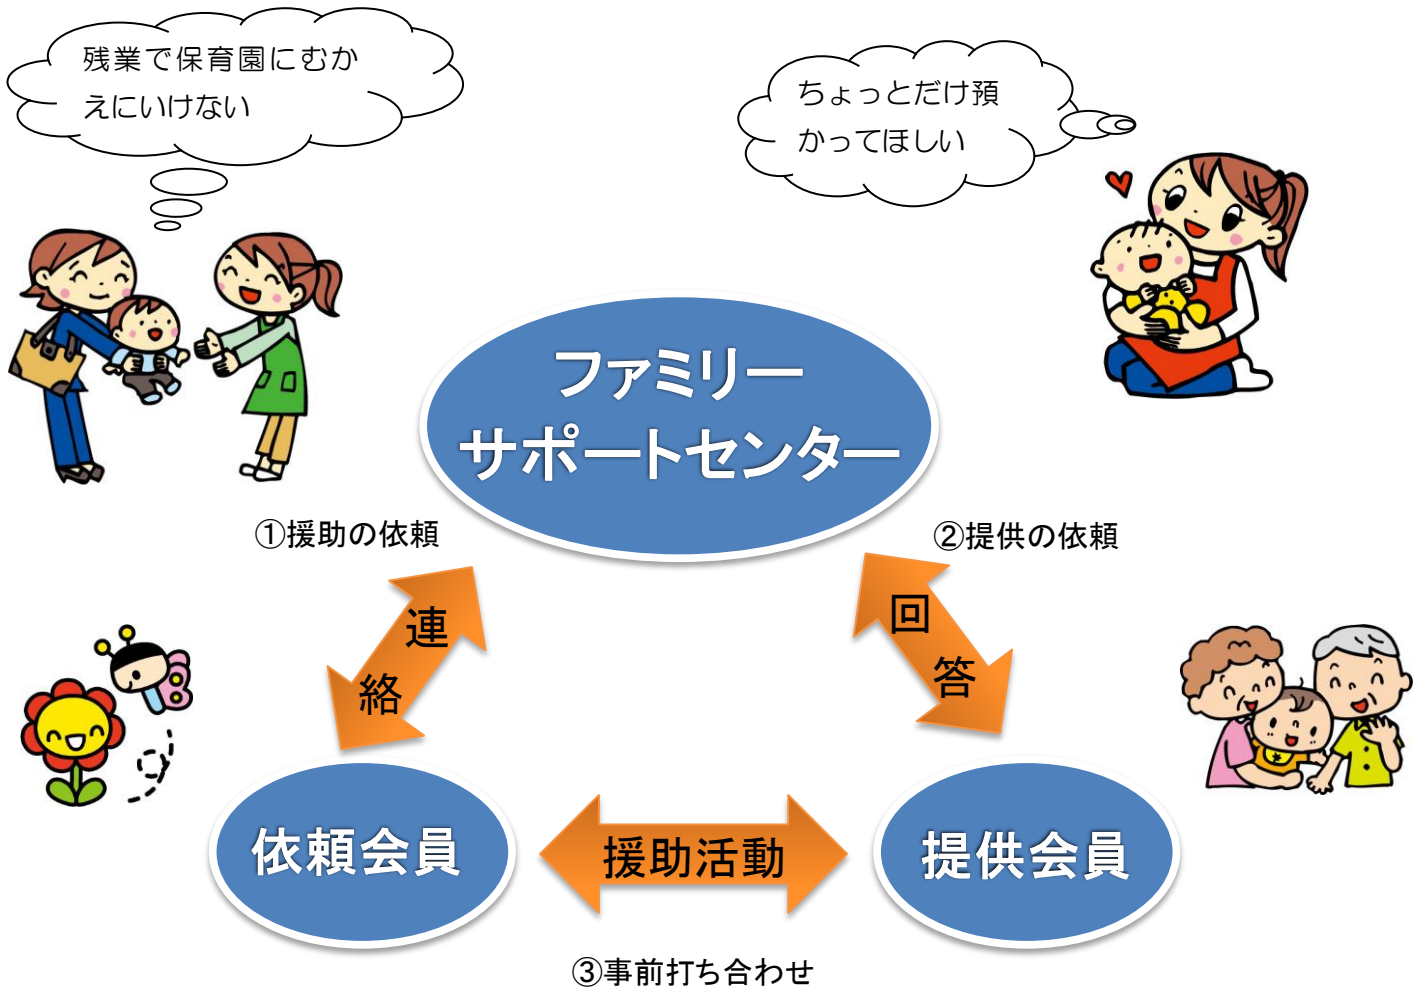 残業で保育園にむか
えにいけない
ちょっとだけ預
かってほしい
ファミリー
サポートセンター
①援助の依頼
②提供の依頼
連
絡
回
答
依頼会員
援助活動
提供会員
③事前打ち合わせ